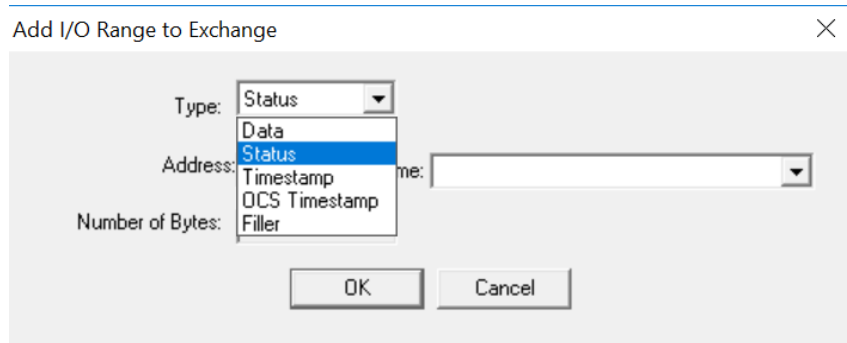 Add I/O Range to Exchange
Type: Status
Data
Address: Status me:
Timestamp
OCS Timestamp
Number of Bytes: Filler
OK Cancel